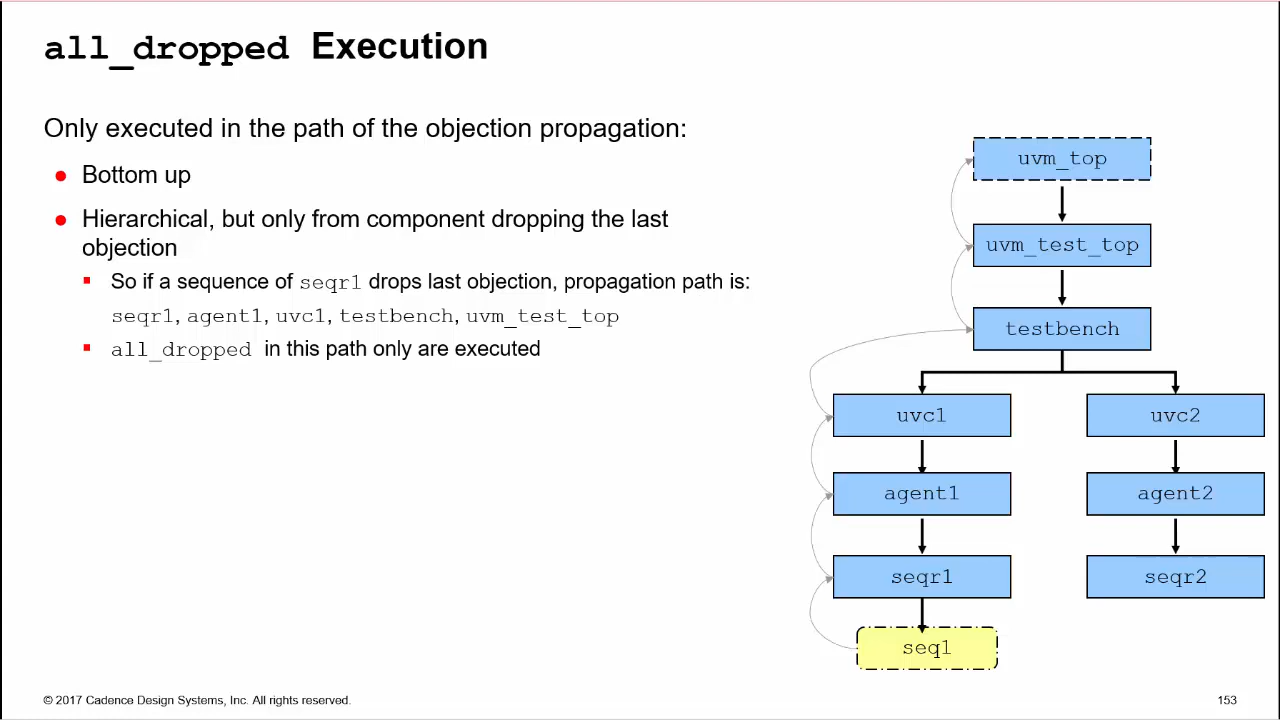 all_dropped Execution
Only executed in the path of the objection propagation:
Bottom up
Hierarchical, but only from component dropping the last
objection
So if a sequence of seqr1 drops last objection, propagation path is:
seqr1, agent1, uvc1, testbench, uvm_test_top
all_dropped in this path only are executed
uvm_top
uvm_test_top
testbench
uvc1
uvc2
agent1
agent2
seqr1
seqr2
seq1
© 2017 Cadence Design Systems, Inc. All rights reserved.
153